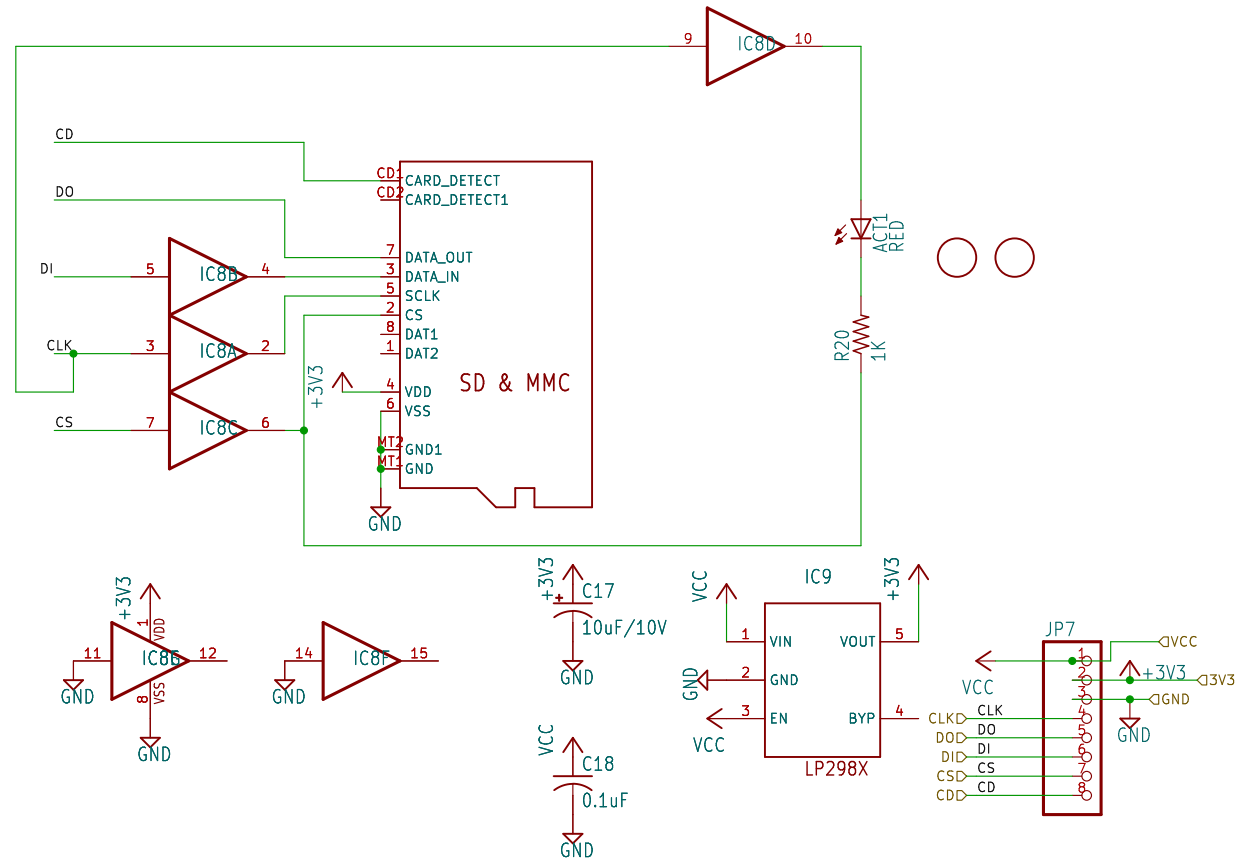 9 IC8D 10
CD
DO
DI 5 IC8B 4
CLK 3 IC8A 2
CS 7 IC8C 6
CD1 CARD_DETECT
CD2 CARD_DETECT1
7 DATA_OUT
3 DATA_IN
5 SCLK
2 CS
8 DAT1
1 DAT2
+3V3
4 VDD
6 VSS
MT2 GND1
MT1 GND
SD & MMC
GND
ACT1
RED
R20
1K
+3V3
1 VDD
11 IC8E 12
8 VSS
GND
GND
14 IC8F 15
GND
+3V3
C17
10uF/10V
GND
VCC
C18
0.1uF
GND
IC9
VCC
+3V3
1 VIN VOUT 5
GND 2 GND
3 EN BYP 4
VCC
LP298X
JP7
1 VCC
VCC
2 +3V3 3V3
3 GND
GND
CLK CLK 4
DO DO 5
DI DI 6
CS CS 7
CD CD 8